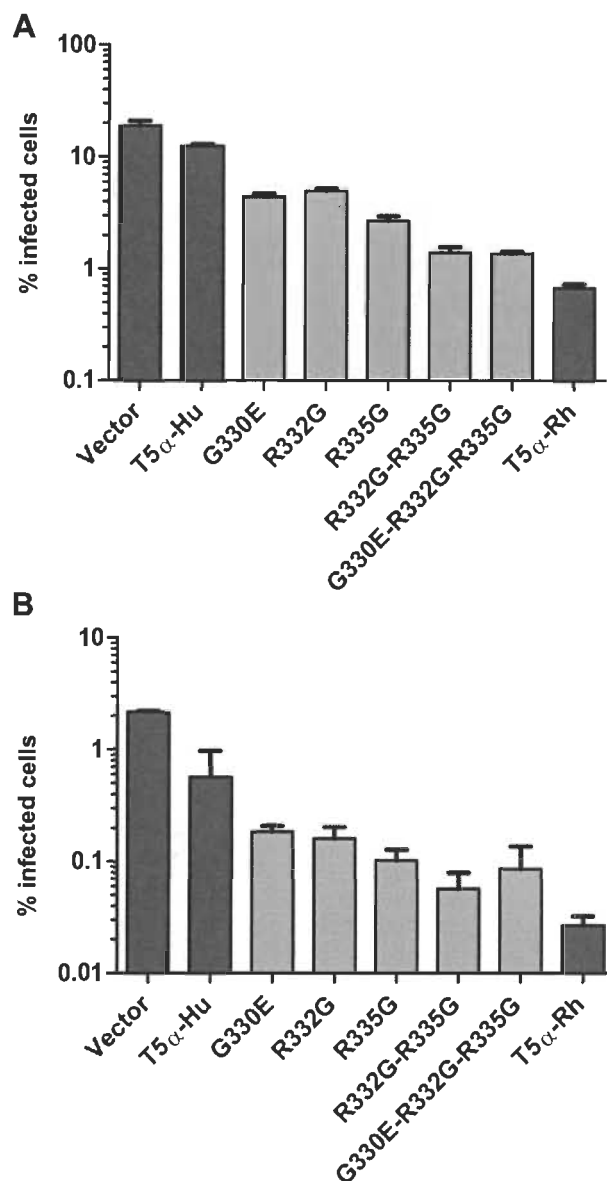 A
% infected cells
100
10
1
0.1
Vector
T5α-Hu
G330E
R332G
R335G
R332G-R335G
G330E-R332G-R335G
T5α-Rh
B
% infected cells
10
1
0.1
0.01
Vector
T5α-Hu
G330E
R332G
R335G
R332G-R335G
G330E-R332G-R335G
T5α-Rh